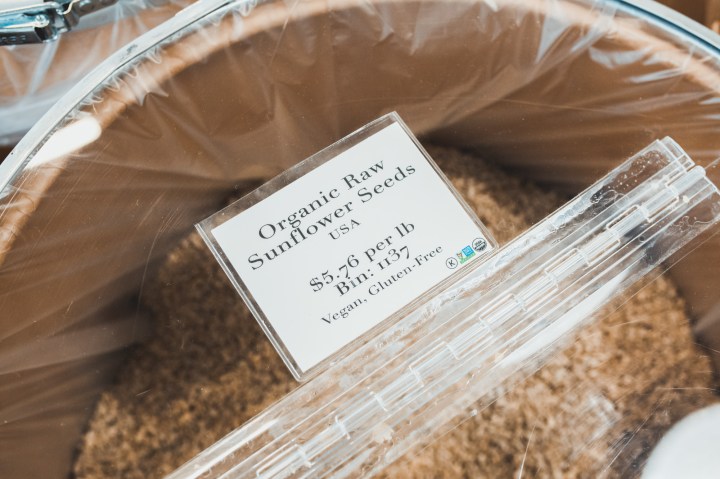 Organic Raw
Sunflower Seeds
USA
$5.76 per lb
Bin: 1137
Vegan, Gluten-Free
K